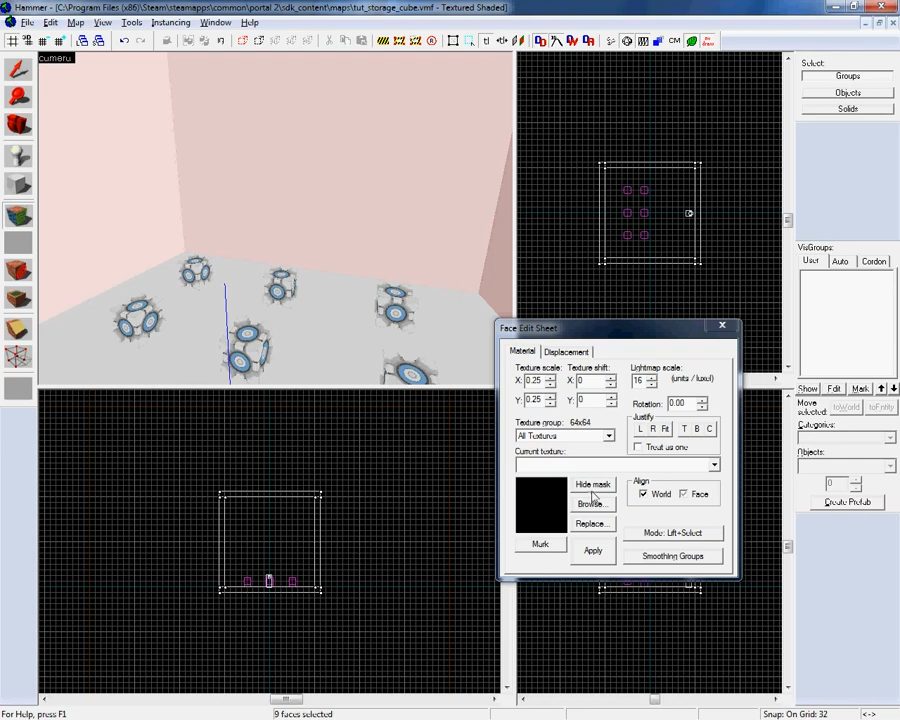 Hammer - [C:\Program Files (x86)\Steam\steamapps\common\portal 2\sdk_content\maps\tut_storage_cube.vmf - Textured Shaded]
File Edit Map View Tools Instancing Window Help
CM
camera
Select:
Groups
Objects
Solids
VisGroups:
User Auto Cordon
Show Edit Mark
Move selected:
toWorld toEntity
Categories:
Objects:
0
Create Prefab
Face Edit Sheet
Material Displacement
Texture scale: Texture shift: Lightmap scale:
X: 0.25 X: 0 16 (units / luxel)
Y: 0.25 Y: 0 Rotation: 0.00
Texture group: 64x64
Justify
L R Fit T B C
All Textures
Treat as one
Current texture:
Hide mask
Align
World Face
Browse...
Replace...
Mode: Lift+Select
Mark
Apply
Smoothing Groups
For Help, press F1
9 faces selected
Snap: On Grid: 32
<->